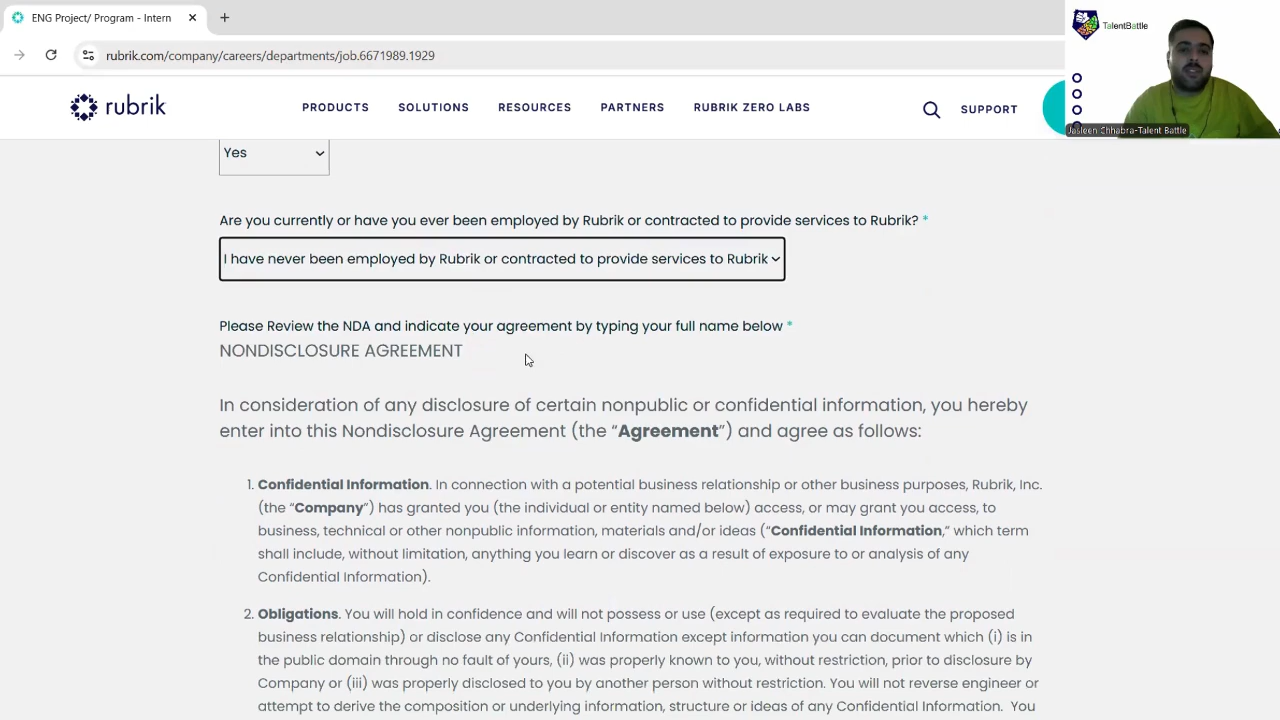 ENG Project/ Program - Intern
rubrik.com/company/careers/departments/job.6671989.1929
TalentBattle
Jasleen Chhabra-Talent Battle
rubrik
PRODUCTS
SOLUTIONS
RESOURCES
PARTNERS
RUBRIK ZERO LABS
SUPPORT
Yes
Are you currently or have you ever been employed by Rubrik or contracted to provide services to Rubrik? *
I have never been employed by Rubrik or contracted to provide services to Rubrik
Please Review the NDA and indicate your agreement by typing your full name below *
NONDISCLOSURE AGREEMENT
In consideration of any disclosure of certain nonpublic or confidential information, you hereby
enter into this Nondisclosure Agreement (the “Agreement”) and agree as follows:
1. Confidential Information. In connection with a potential business relationship or other business purposes, Rubrik, Inc.
(the “Company”) has granted you (the individual or entity named below) access, or may grant you access, to
business, technical or other nonpublic information, materials and/or ideas (“Confidential Information,” which term
shall include, without limitation, anything you learn or discover as a result of exposure to or analysis of any
Confidential Information).
2. Obligations. You will hold in confidence and will not possess or use (except as required to evaluate the proposed
business relationship) or disclose any Confidential Information except information you can document which (i) is in
the public domain through no fault of yours, (ii) was properly known to you, without restriction, prior to disclosure by
Company or (iii) was properly disclosed to you by another person without restriction. You will not reverse engineer or
attempt to derive the composition or underlying information, structure or ideas of any Confidential Information. You